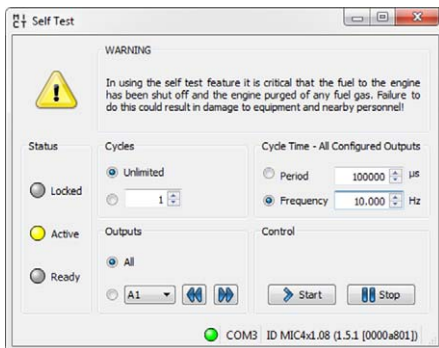 MCT Self Test
WARNING
In using the self test feature it is critical that the fuel to the engine
has been shut off and the engine purged of any fuel gas. Failure to
do this could result in damage to equipment and nearby personnel!
Status
Locked
Active
Ready
Cycles
Unlimited
1
Cycle Time - All Configured Outputs
Period 100000 µs
Frequency 10.000 Hz
Outputs
All
A1
Control
Start Stop
COM3 ID MIC4x1.08 (1.5.1 [0000a801])